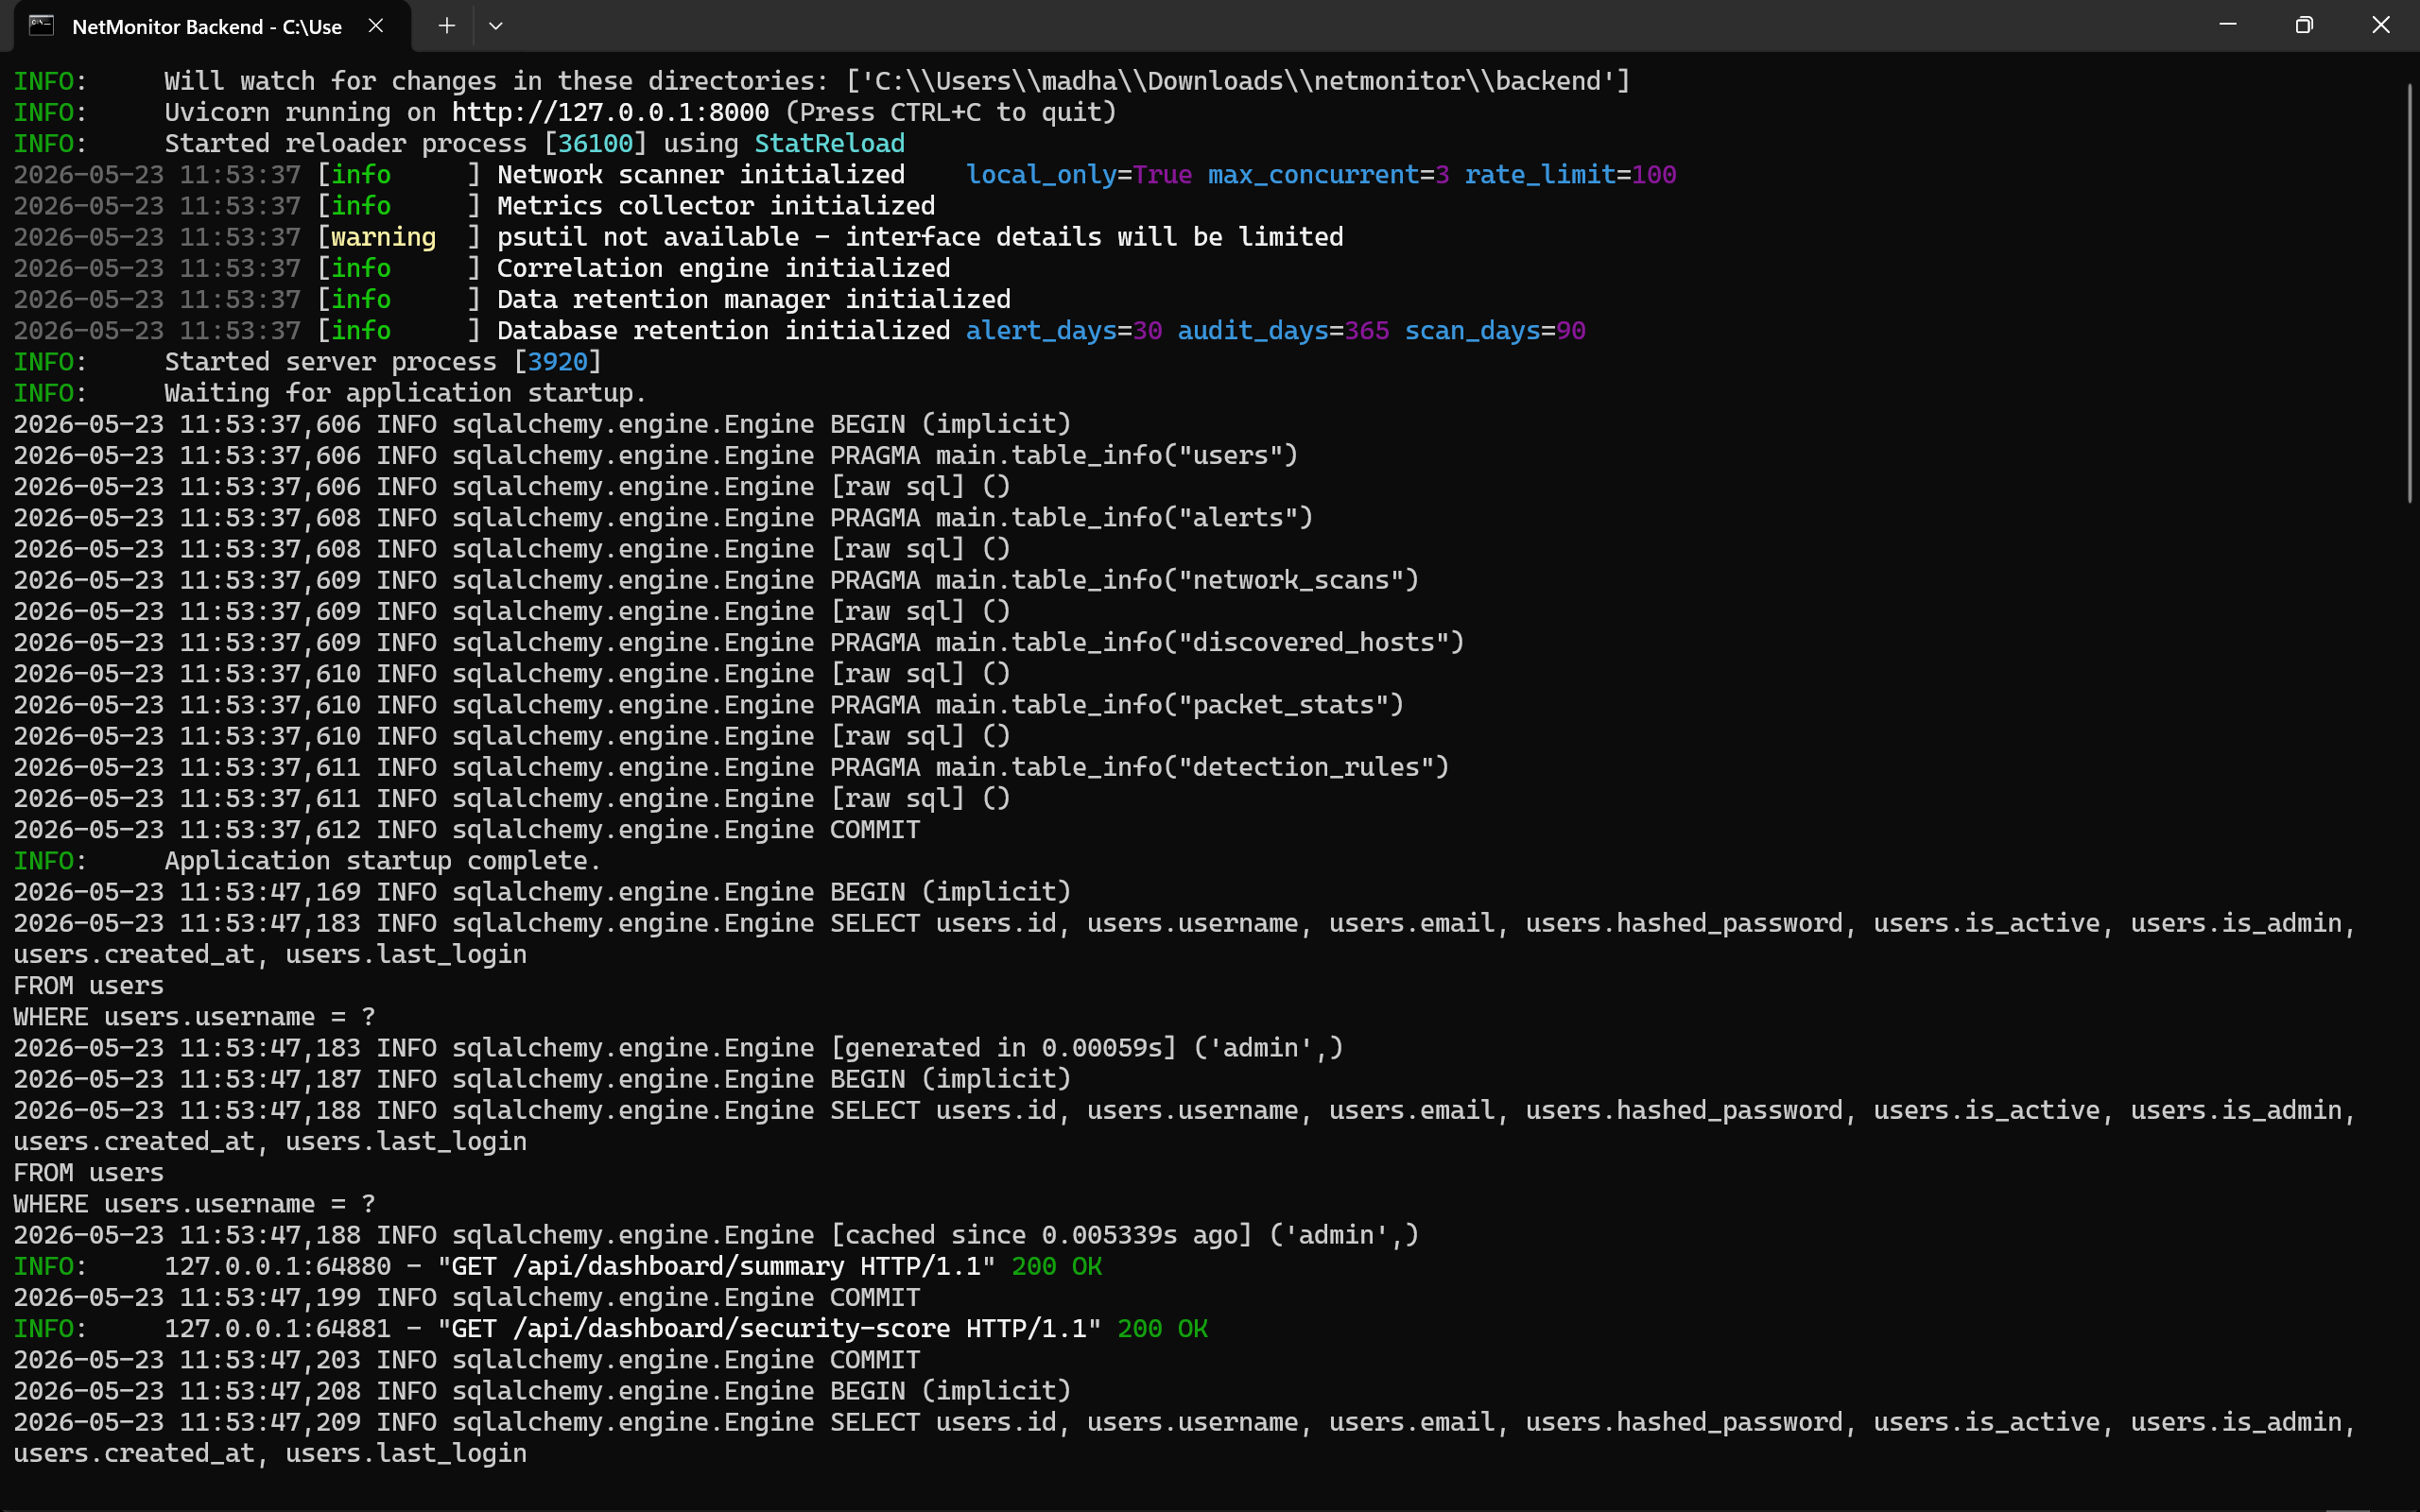 NetMonitor Backend - C:\Use
INFO:     Will watch for changes in these directories: ['C:\\Users\\madha\\Downloads\\netmonitor\\backend']
INFO:     Uvicorn running on http://127.0.0.1:8000 (Press CTRL+C to quit)
INFO:     Started reloader process [36100] using StatReload
2026-05-23 11:53:37 [info     ] Network scanner initialized    local_only=True max_concurrent=3 rate_limit=100
2026-05-23 11:53:37 [info     ] Metrics collector initialized
2026-05-23 11:53:37 [warning  ] psutil not available - interface details will be limited
2026-05-23 11:53:37 [info     ] Correlation engine initialized
2026-05-23 11:53:37 [info     ] Data retention manager initialized
2026-05-23 11:53:37 [info     ] Database retention initialized alert_days=30 audit_days=365 scan_days=90
INFO:     Started server process [3920]
INFO:     Waiting for application startup.
2026-05-23 11:53:37,606 INFO sqlalchemy.engine.Engine BEGIN (implicit)
2026-05-23 11:53:37,606 INFO sqlalchemy.engine.Engine PRAGMA main.table_info("users")
2026-05-23 11:53:37,606 INFO sqlalchemy.engine.Engine [raw sql] ()
2026-05-23 11:53:37,608 INFO sqlalchemy.engine.Engine PRAGMA main.table_info("alerts")
2026-05-23 11:53:37,608 INFO sqlalchemy.engine.Engine [raw sql] ()
2026-05-23 11:53:37,609 INFO sqlalchemy.engine.Engine PRAGMA main.table_info("network_scans")
2026-05-23 11:53:37,609 INFO sqlalchemy.engine.Engine [raw sql] ()
2026-05-23 11:53:37,609 INFO sqlalchemy.engine.Engine PRAGMA main.table_info("discovered_hosts")
2026-05-23 11:53:37,610 INFO sqlalchemy.engine.Engine [raw sql] ()
2026-05-23 11:53:37,610 INFO sqlalchemy.engine.Engine PRAGMA main.table_info("packet_stats")
2026-05-23 11:53:37,610 INFO sqlalchemy.engine.Engine [raw sql] ()
2026-05-23 11:53:37,611 INFO sqlalchemy.engine.Engine PRAGMA main.table_info("detection_rules")
2026-05-23 11:53:37,611 INFO sqlalchemy.engine.Engine [raw sql] ()
2026-05-23 11:53:37,612 INFO sqlalchemy.engine.Engine COMMIT
INFO:     Application startup complete.
2026-05-23 11:53:47,169 INFO sqlalchemy.engine.Engine BEGIN (implicit)
2026-05-23 11:53:47,183 INFO sqlalchemy.engine.Engine SELECT users.id, users.username, users.email, users.hashed_password, users.is_active, users.is_admin,
users.created_at, users.last_login
FROM users
WHERE users.username = ?
2026-05-23 11:53:47,183 INFO sqlalchemy.engine.Engine [generated in 0.00059s] ('admin',)
2026-05-23 11:53:47,187 INFO sqlalchemy.engine.Engine BEGIN (implicit)
2026-05-23 11:53:47,188 INFO sqlalchemy.engine.Engine SELECT users.id, users.username, users.email, users.hashed_password, users.is_active, users.is_admin,
users.created_at, users.last_login
FROM users
WHERE users.username = ?
2026-05-23 11:53:47,188 INFO sqlalchemy.engine.Engine [cached since 0.005339s ago] ('admin',)
INFO:     127.0.0.1:64880 - "GET /api/dashboard/summary HTTP/1.1" 200 OK
2026-05-23 11:53:47,199 INFO sqlalchemy.engine.Engine COMMIT
INFO:     127.0.0.1:64881 - "GET /api/dashboard/security-score HTTP/1.1" 200 OK
2026-05-23 11:53:47,203 INFO sqlalchemy.engine.Engine COMMIT
2026-05-23 11:53:47,208 INFO sqlalchemy.engine.Engine BEGIN (implicit)
2026-05-23 11:53:47,209 INFO sqlalchemy.engine.Engine SELECT users.id, users.username, users.email, users.hashed_password, users.is_active, users.is_admin,
users.created_at, users.last_login